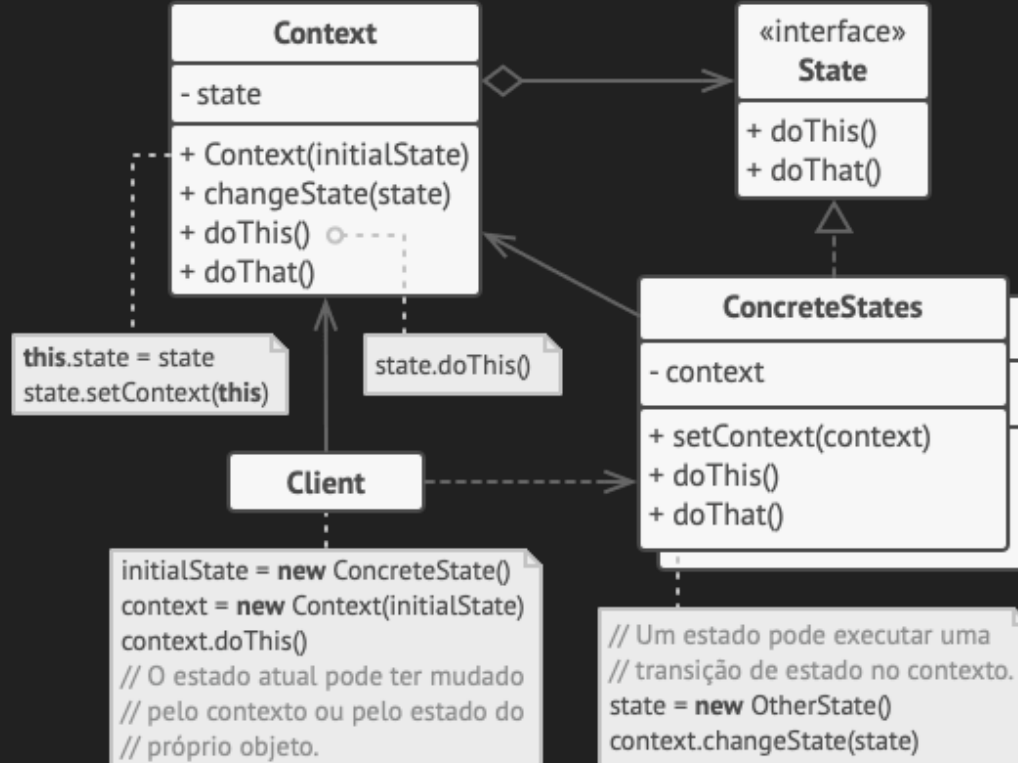 Context
- state
+ Context(initialState)
+ changeState(state)
+ doThis()
+ doThat()
«interface»
State
+ doThis()
+ doThat()
this.state = state
state.setContext(this)
state.doThis()
ConcreteStates
- context
+ setContext(context)
+ doThis()
+ doThat()
Client
initialState = new ConcreteState()
context = new Context(initialState)
context.doThis()
// O estado atual pode ter mudado
// pelo contexto ou pelo estado do
// próprio objeto.
// Um estado pode executar uma
// transição de estado no contexto.
state = new OtherState()
context.changeState(state)